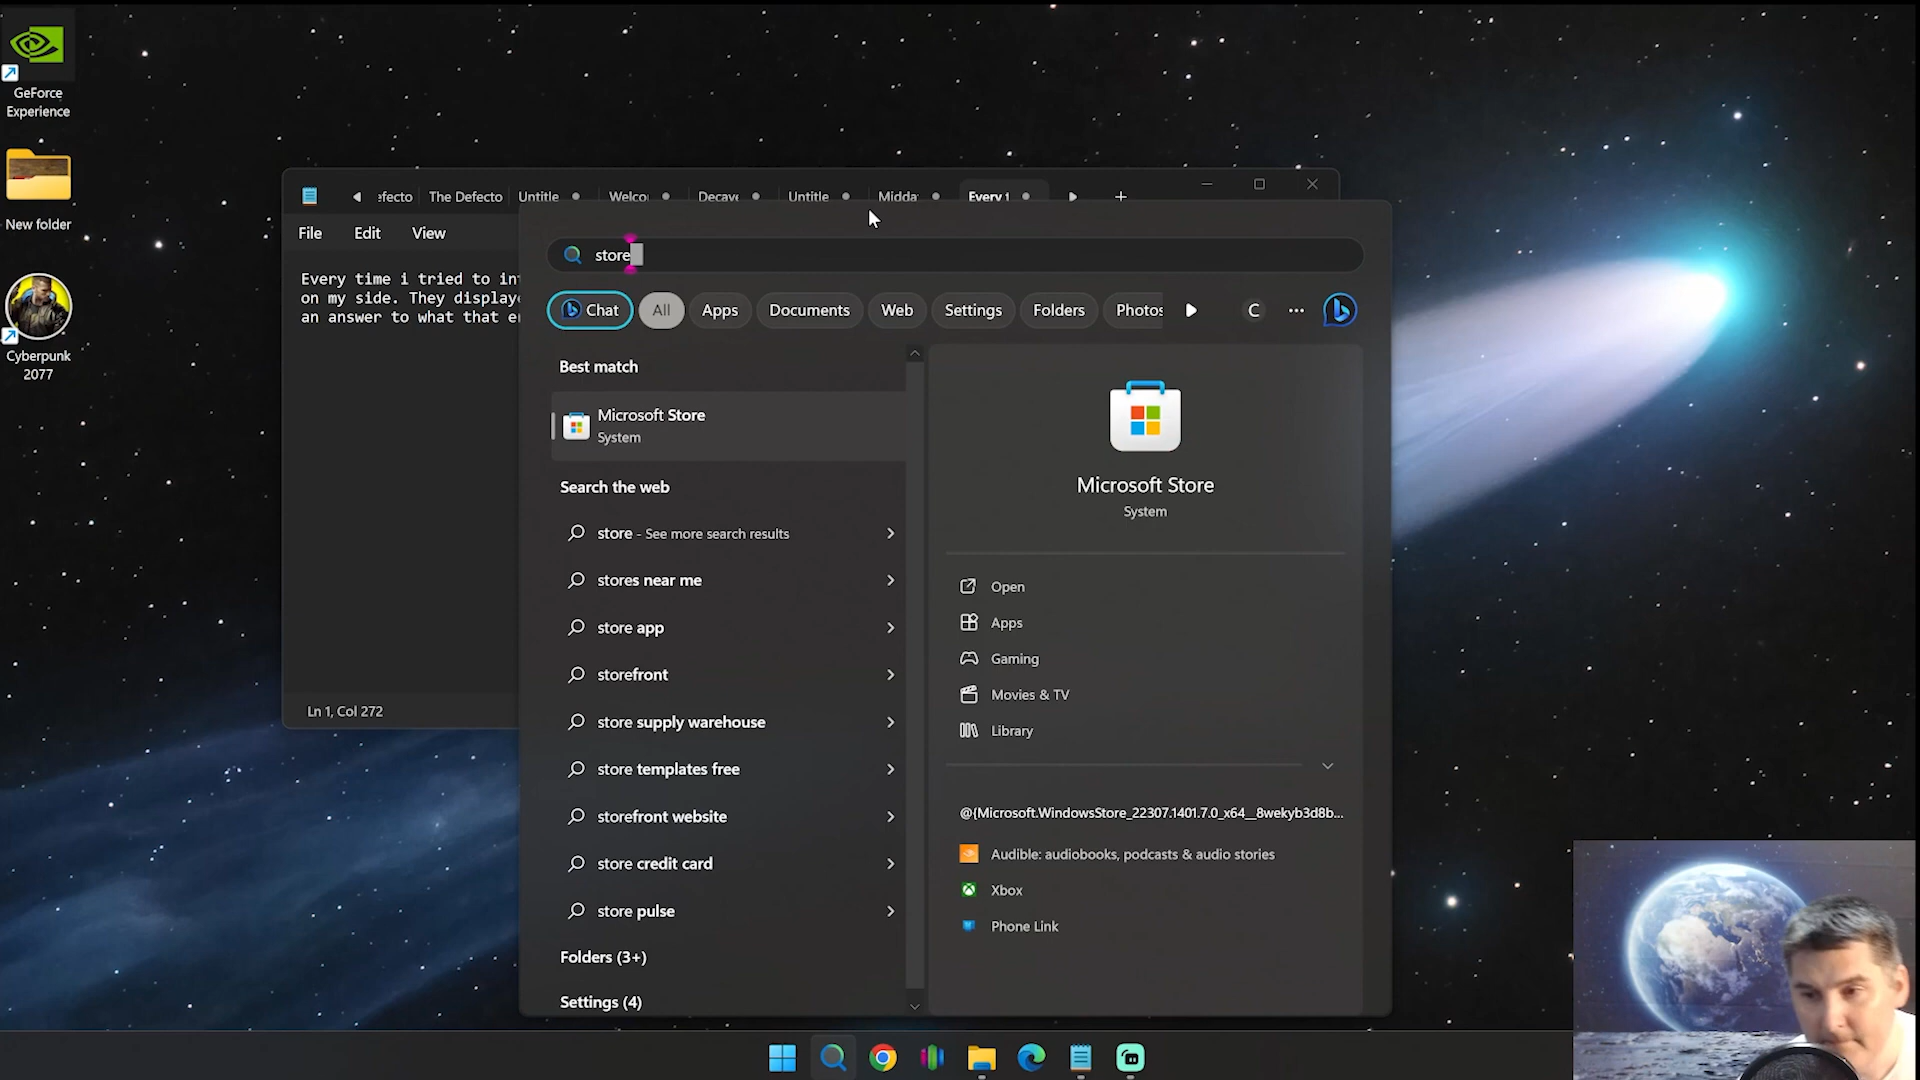 GeForce
Experience
New folder
Cyberpunk
2077
efecto
The Defecto
Untitle
Welco
Decave
Untitle
Midda
Every
File
Edit
View
Every time i tried to in
on my side. They display
an answer to what that e
Ln 1, Col 272
store
Chat
All
Apps
Documents
Web
Settings
Folders
Photos
C
Best match
Microsoft Store
System
Search the web
store - See more search results
stores near me
store app
storefront
store supply warehouse
store templates free
storefront website
store credit card
store pulse
Folders (3+)
Settings (4)
Microsoft Store
System
Open
Apps
Gaming
Movies & TV
Library
@{Microsoft.WindowsStore_22307.1401.7.0_x64__8wekyb3d8b...
Audible: audiobooks, podcasts & audio stories
Xbox
Phone Link